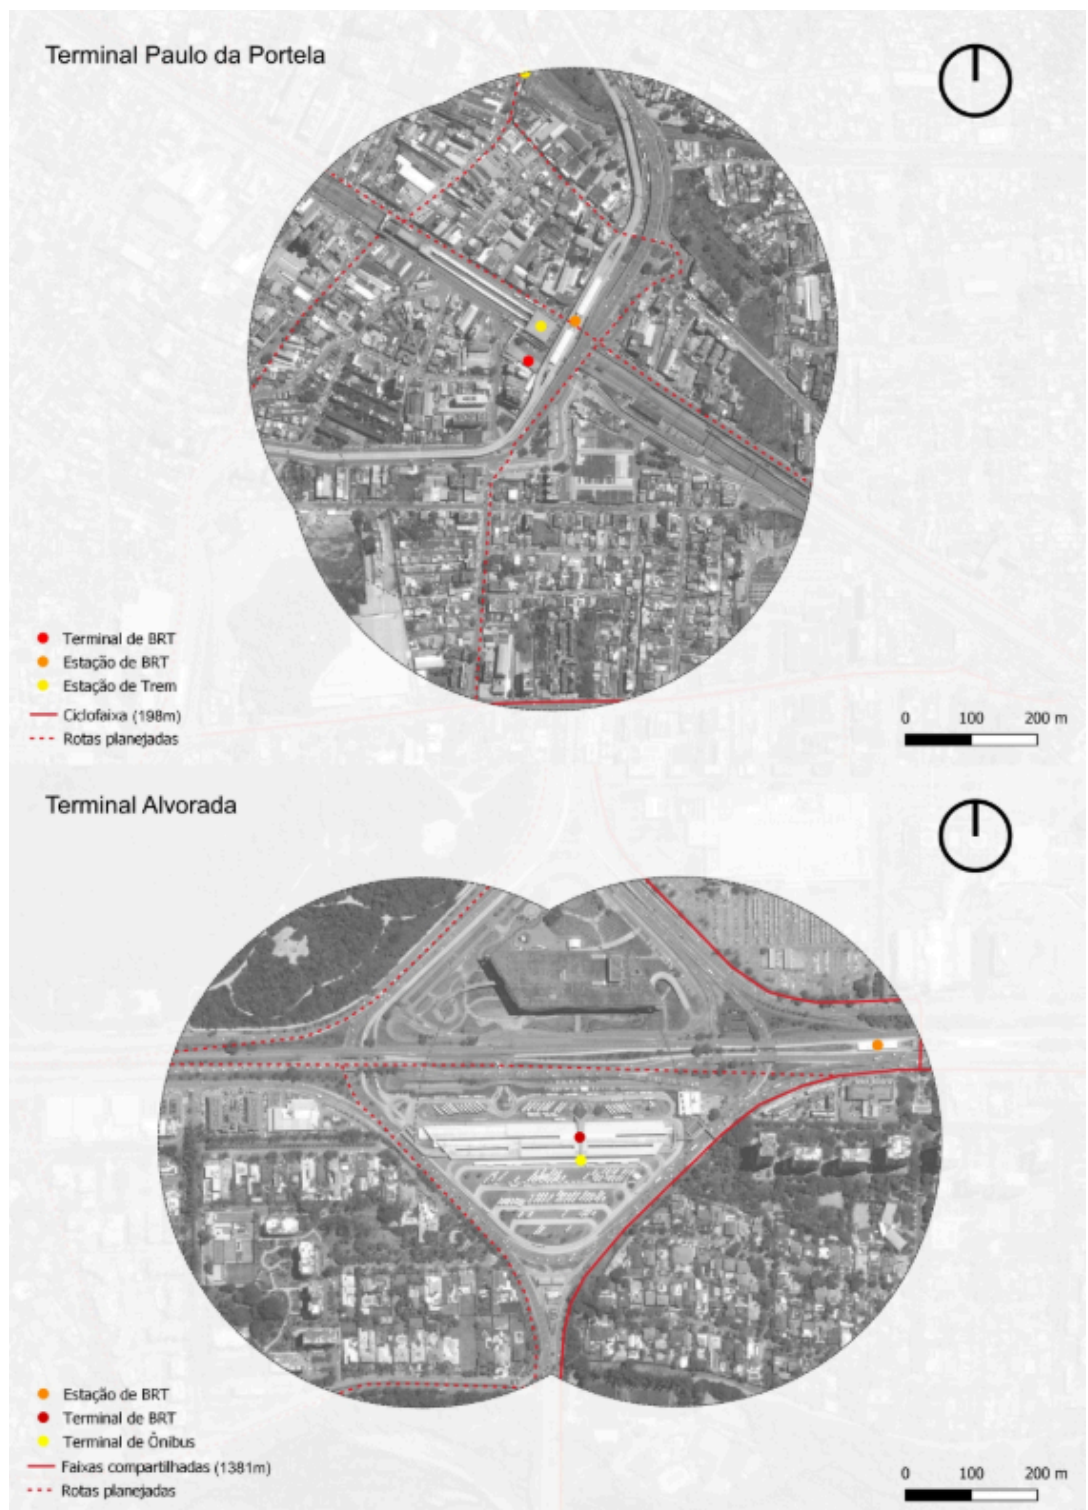 Terminal Paulo da Portela
Terminal de BRT
Estação de BRT
Estação de Trem
Ciclofaixa (198m)
Rotas planejadas
0 100 200 m
Terminal Alvorada
Estação de BRT
Terminal de BRT
Terminal de Ônibus
Faixas compartilhadas (1381m)
Rotas planejadas
0 100 200 m